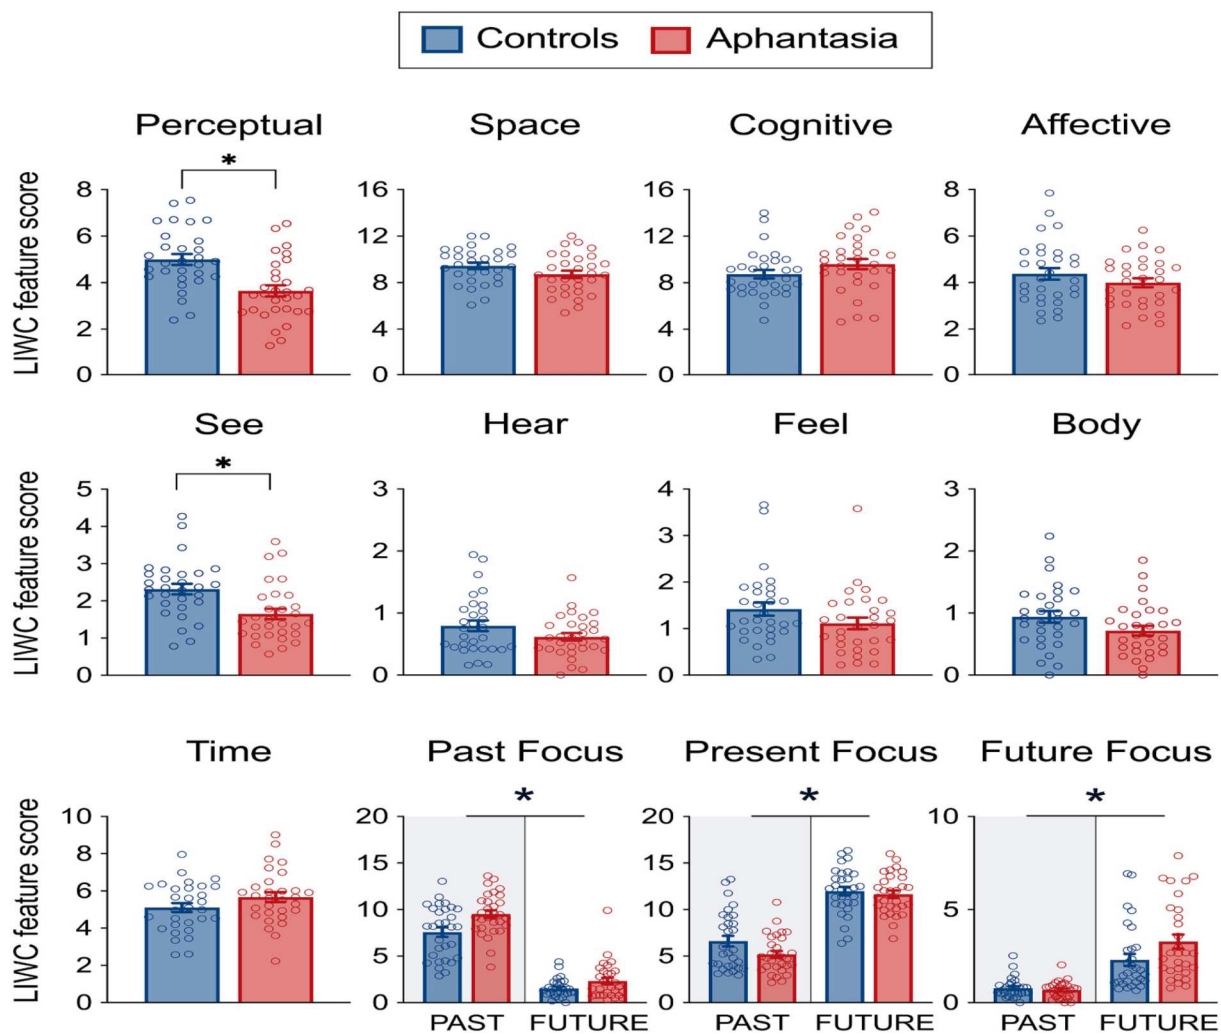 Controls Aphantasia
Perceptual Space Cognitive Affective
*
LIWC feature score
8 16 16 8
6 12 12 6
4 8 8 4
2 4 4 2
0 0 0 0
See Hear Feel Body
*
LIWC feature score
5 3 4 3
4 2 3 2
3 1 2 1
2 0 1 0
1 0
0
Time Past Focus Present Focus Future Focus
* * *
LIWC feature score
10 20 20 10
8 15 15 5
6 10 10 0
4 5 5
2 0 0
0
PAST FUTURE PAST FUTURE PAST FUTURE